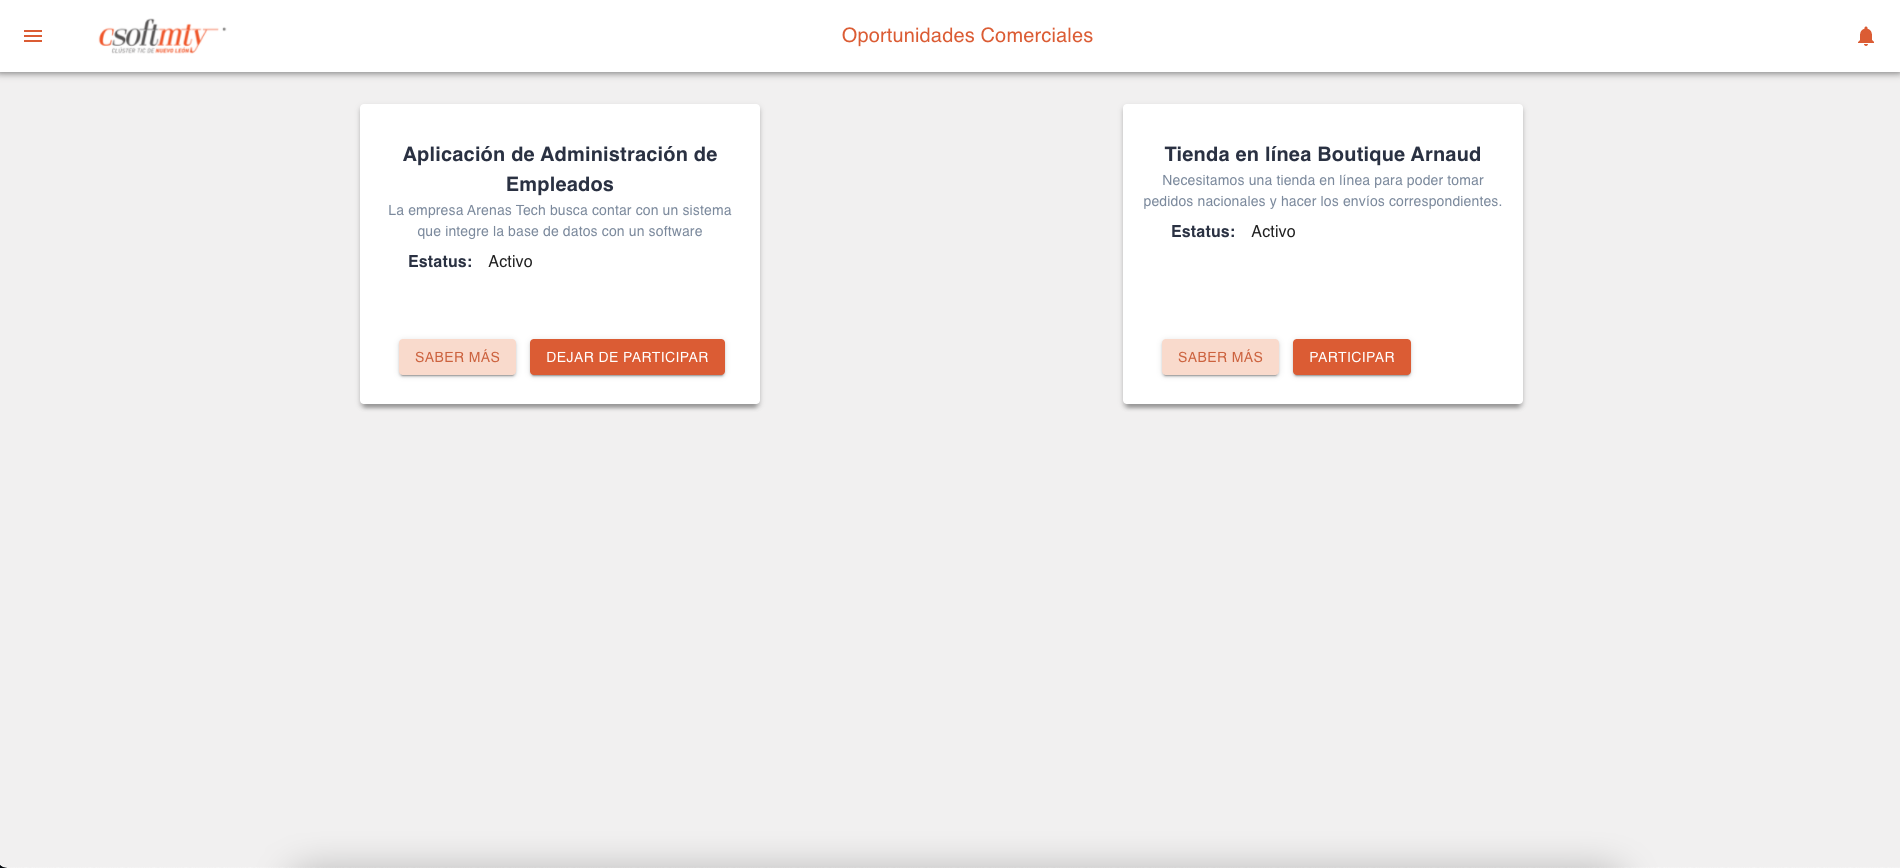 csoftmty
CLÚSTER TIC DE NUEVO LEÓN
Oportunidades Comerciales
Aplicación de Administración de
Empleados
La empresa Arenas Tech busca contar con un sistema
que integre la base de datos con un software
Estatus: Activo
SABER MÁS DEJAR DE PARTICIPAR
Tienda en línea Boutique Arnaud
Necesitamos una tienda en línea para poder tomar
pedidos nacionales y hacer los envíos correspondientes.
Estatus: Activo
SABER MÁS PARTICIPAR